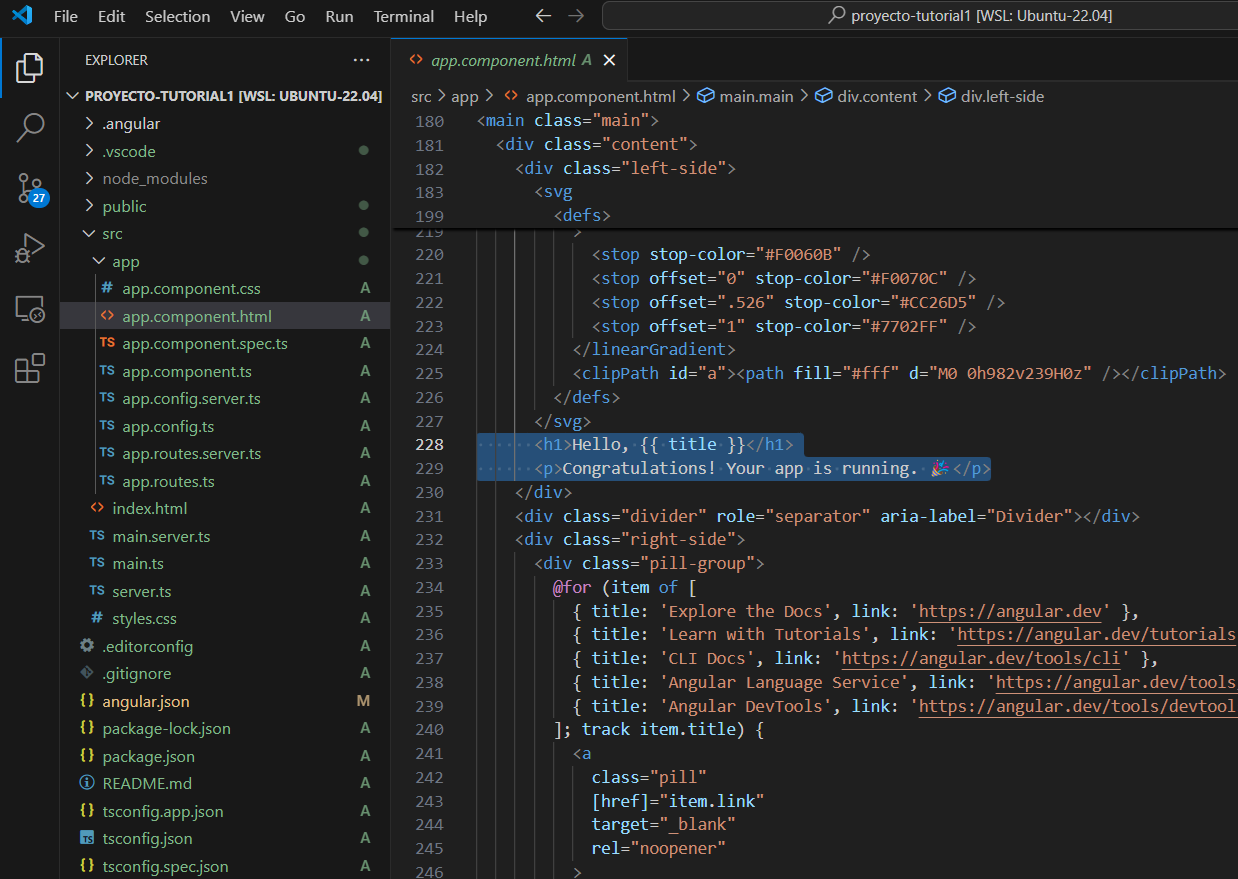 File Edit Selection View Go Run Terminal Help
proyecto-tutorial1 [WSL: Ubuntu-22.04]
EXPLORER
PROYECTO-TUTORIAL1 [WSL: UBUNTU-22.04]
.angular
.vscode
node_modules
public
src
app
# app.component.css A
<> app.component.html A
TS app.component.spec.ts A
TS app.component.ts A
TS app.config.server.ts A
TS app.config.ts A
TS app.routes.server.ts A
TS app.routes.ts A
<> index.html A
TS main.server.ts A
TS main.ts A
TS server.ts A
# styles.css A
.editorconfig A
.gitignore A
{} angular.json M
{} package-lock.json A
{} package.json A
README.md A
{} tsconfig.app.json A
TS tsconfig.json A
{} tsconfig.spec.json A
27
<> app.component.html A
src > app > <> app.component.html > main.main > div.content > div.left-side
180 <main class="main">
181 <div class="content">
182 <div class="left-side">
183 <svg
199 <defs>
219 >
220 <stop stop-color="#F0060B" />
221 <stop offset="0" stop-color="#F0070C" />
222 <stop offset=".526" stop-color="#CC26D5" />
223 <stop offset="1" stop-color="#7702FF" />
224 </linearGradient>
225 <clipPath id="a"><path fill="#fff" d="M0 0h982v239H0z" /></clipPath>
226 </defs>
227 </svg>
228 <h1>Hello, {{ title }}</h1>
229 <p>Congratulations! Your app is running. 🎉</p>
230 </div>
231 <div class="divider" role="separator" aria-label="Divider"></div>
232 <div class="right-side">
233 <div class="pill-group">
234 @for (item of [
235 { title: 'Explore the Docs', link: 'https://angular.dev' },
236 { title: 'Learn with Tutorials', link: 'https://angular.dev/tutorials
237 { title: 'CLI Docs', link: 'https://angular.dev/tools/cli' },
238 { title: 'Angular Language Service', link: 'https://angular.dev/tools
239 { title: 'Angular DevTools', link: 'https://angular.dev/tools/devtool
240 ]; track item.title) {
241 <a
242 class="pill"
243 [href]="item.link"
244 target="_blank"
245 rel="noopener"
246 >